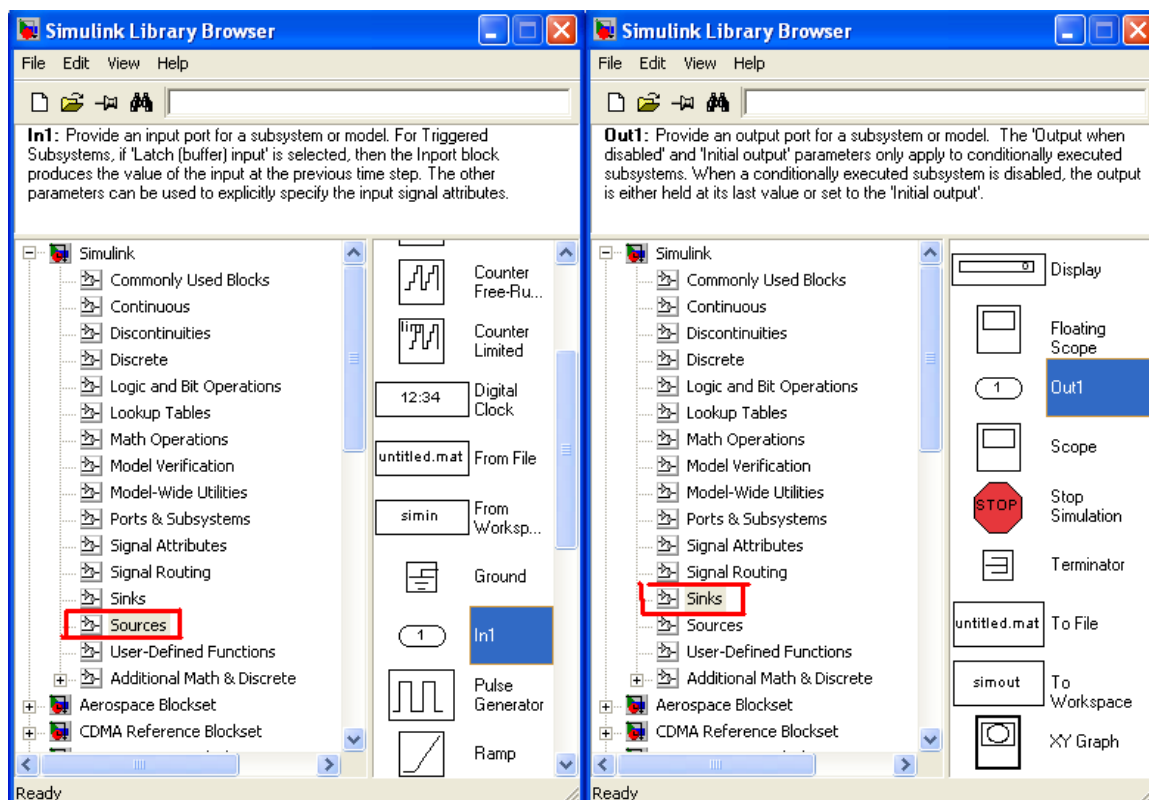 Simulink Library Browser
File Edit View Help
In1: Provide an input port for a subsystem or model. For Triggered
Subsystems, if 'Latch (buffer) input' is selected, then the Inport block
produces the value of the input at the previous time step. The other
parameters can be used to explicitly specify the input signal attributes.
Simulink
Commonly Used Blocks
Continuous
Discontinuities
Discrete
Logic and Bit Operations
Lookup Tables
Math Operations
Model Verification
Model-Wide Utilities
Ports & Subsystems
Signal Attributes
Signal Routing
Sinks
Sources
User-Defined Functions
Additional Math & Discrete
Aerospace Blockset
CDMA Reference Blockset
Counter
Free-Ru...
lim
Counter
Limited
12:34
Digital
Clock
untitled.mat
From File
simin
From
Worksp...
Ground
1
In1
Pulse
Generator
Ramp
Ready
Simulink Library Browser
File Edit View Help
Out1: Provide an output port for a subsystem or model. The 'Output when
disabled' and 'Initial output' parameters only apply to conditionally executed
subsystems. When a conditionally executed subsystem is disabled, the output
is either held at its last value or set to the 'Initial output'.
Simulink
Commonly Used Blocks
Continuous
Discontinuities
Discrete
Logic and Bit Operations
Lookup Tables
Math Operations
Model Verification
Model-Wide Utilities
Ports & Subsystems
Signal Attributes
Signal Routing
Sinks
Sources
User-Defined Functions
Additional Math & Discrete
Aerospace Blockset
CDMA Reference Blockset
0
Display
Floating
Scope
1
Out1
Scope
STOP
Stop
Simulation
Terminator
untitled.mat
To File
simout
To
Workspace
XY Graph
Ready